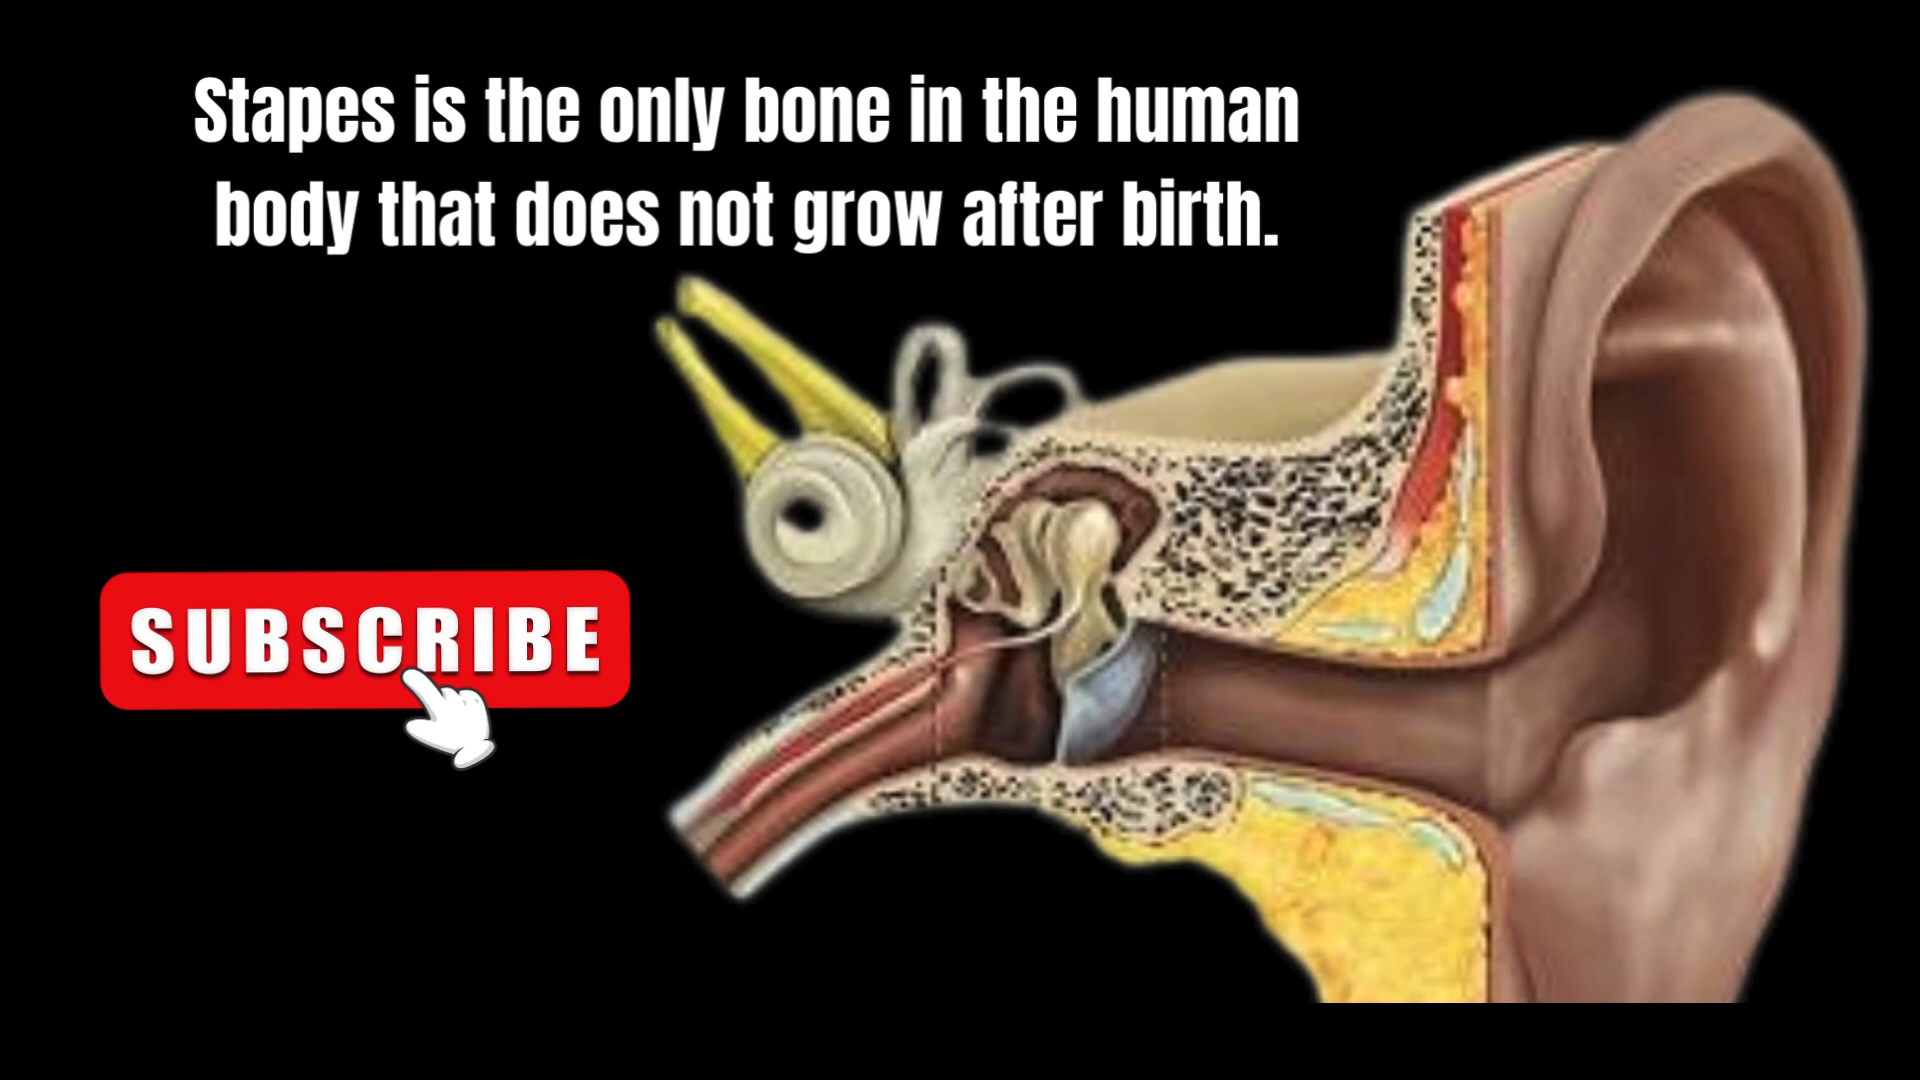 Stapes is the only bone in the human
body that does not grow after birth.
SUBSCRIBE